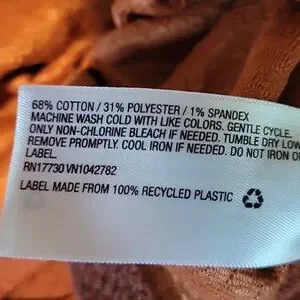 68% COTTON / 31% POLYESTER / 1% SPANDEX
MACHINE WASH COLD WITH LIKE COLORS. GENTLE CYCLE.
ONLY NON-CHLORINE BLEACH IF NEEDED. TUMBLE DRY LOW
REMOVE PROMPTLY. COOL IRON IF NEEDED. DO NOT IRON
LABEL.
RN17730 VN1042782
LABEL MADE FROM 100% RECYCLED PLASTIC